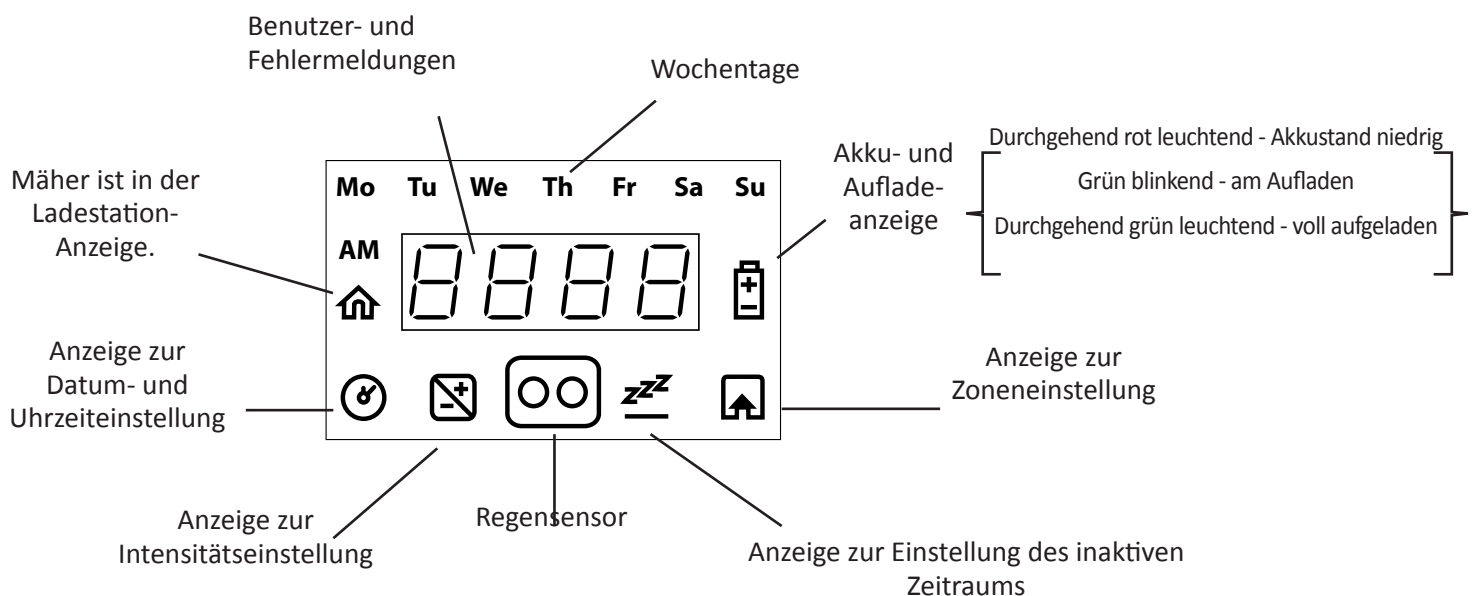 Benutzer- und
Fehlermeldungen
Wochentage
Mäher ist in der
Ladestation-
Anzeige.
Akku- und
Auflade-
anzeige
Durchgehend rot leuchtend - Akkustand niedrig
Grün blinkend - am Aufladen
Durchgehend grün leuchtend - voll aufgeladen
Mo Tu We Th Fr Sa Su
AM
8888
zzz
Anzeige zur
Datum- und
Uhrzeiteinstellung
Anzeige zur
Zoneneinstellung
Anzeige zur
Intensitätseinstellung
Regensensor
Anzeige zur Einstellung des inaktiven
Zeitraums